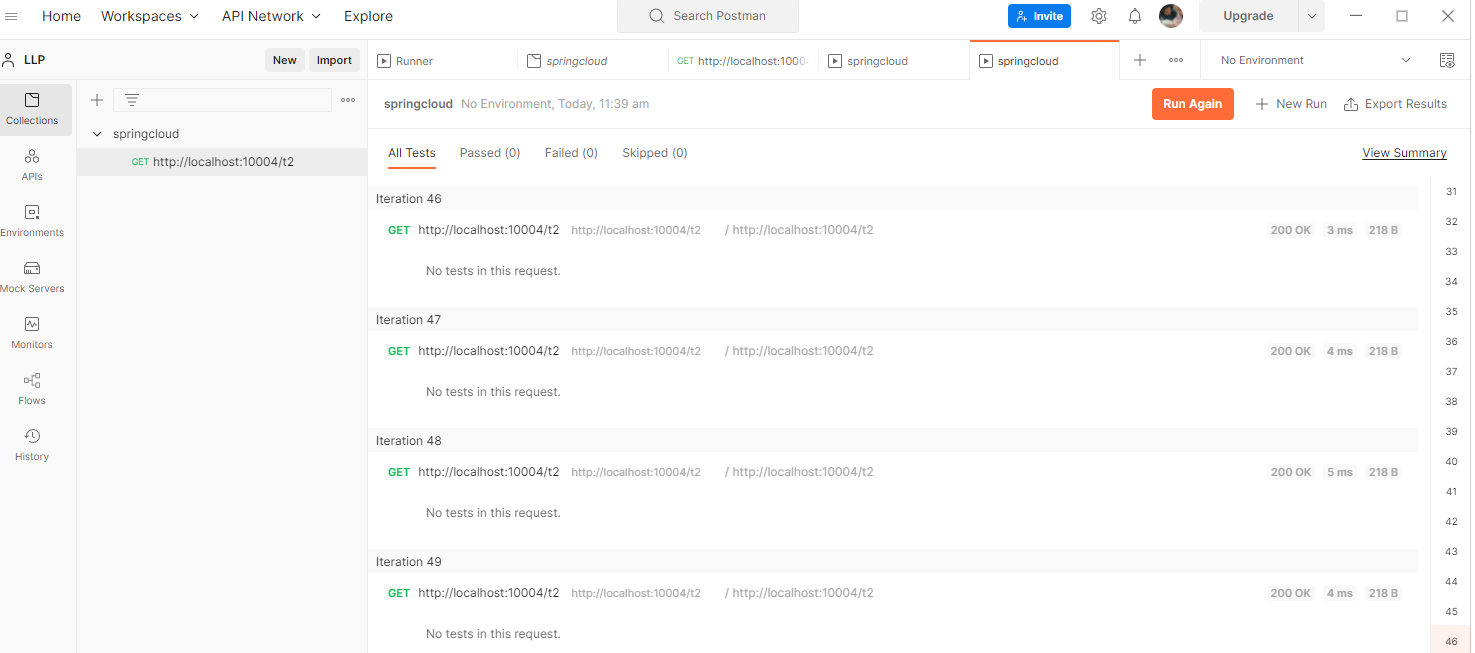 Home Workspaces API Network Explore Search Postman Invite Upgrade
LLP New Import Runner springcloud GET http://localhost:1000 springcloud springcloud No Environment
Collections
APIs
Environments
Mock Servers
Monitors
Flows
History
springcloud
GET http://localhost:10004/t2
springcloud No Environment, Today, 11:39 am Run Again New Run Export Results
All Tests Passed (0) Failed (0) Skipped (0) View Summary
Iteration 46
GET http://localhost:10004/t2 http://localhost:10004/t2 / http://localhost:10004/t2 200 OK 3 ms 218 B
No tests in this request.
Iteration 47
GET http://localhost:10004/t2 http://localhost:10004/t2 / http://localhost:10004/t2 200 OK 4 ms 218 B
No tests in this request.
Iteration 48
GET http://localhost:10004/t2 http://localhost:10004/t2 / http://localhost:10004/t2 200 OK 5 ms 218 B
No tests in this request.
Iteration 49
GET http://localhost:10004/t2 http://localhost:10004/t2 / http://localhost:10004/t2 200 OK 4 ms 218 B
No tests in this request.
31
32
33
34
35
36
37
38
39
40
41
42
43
44
45
46